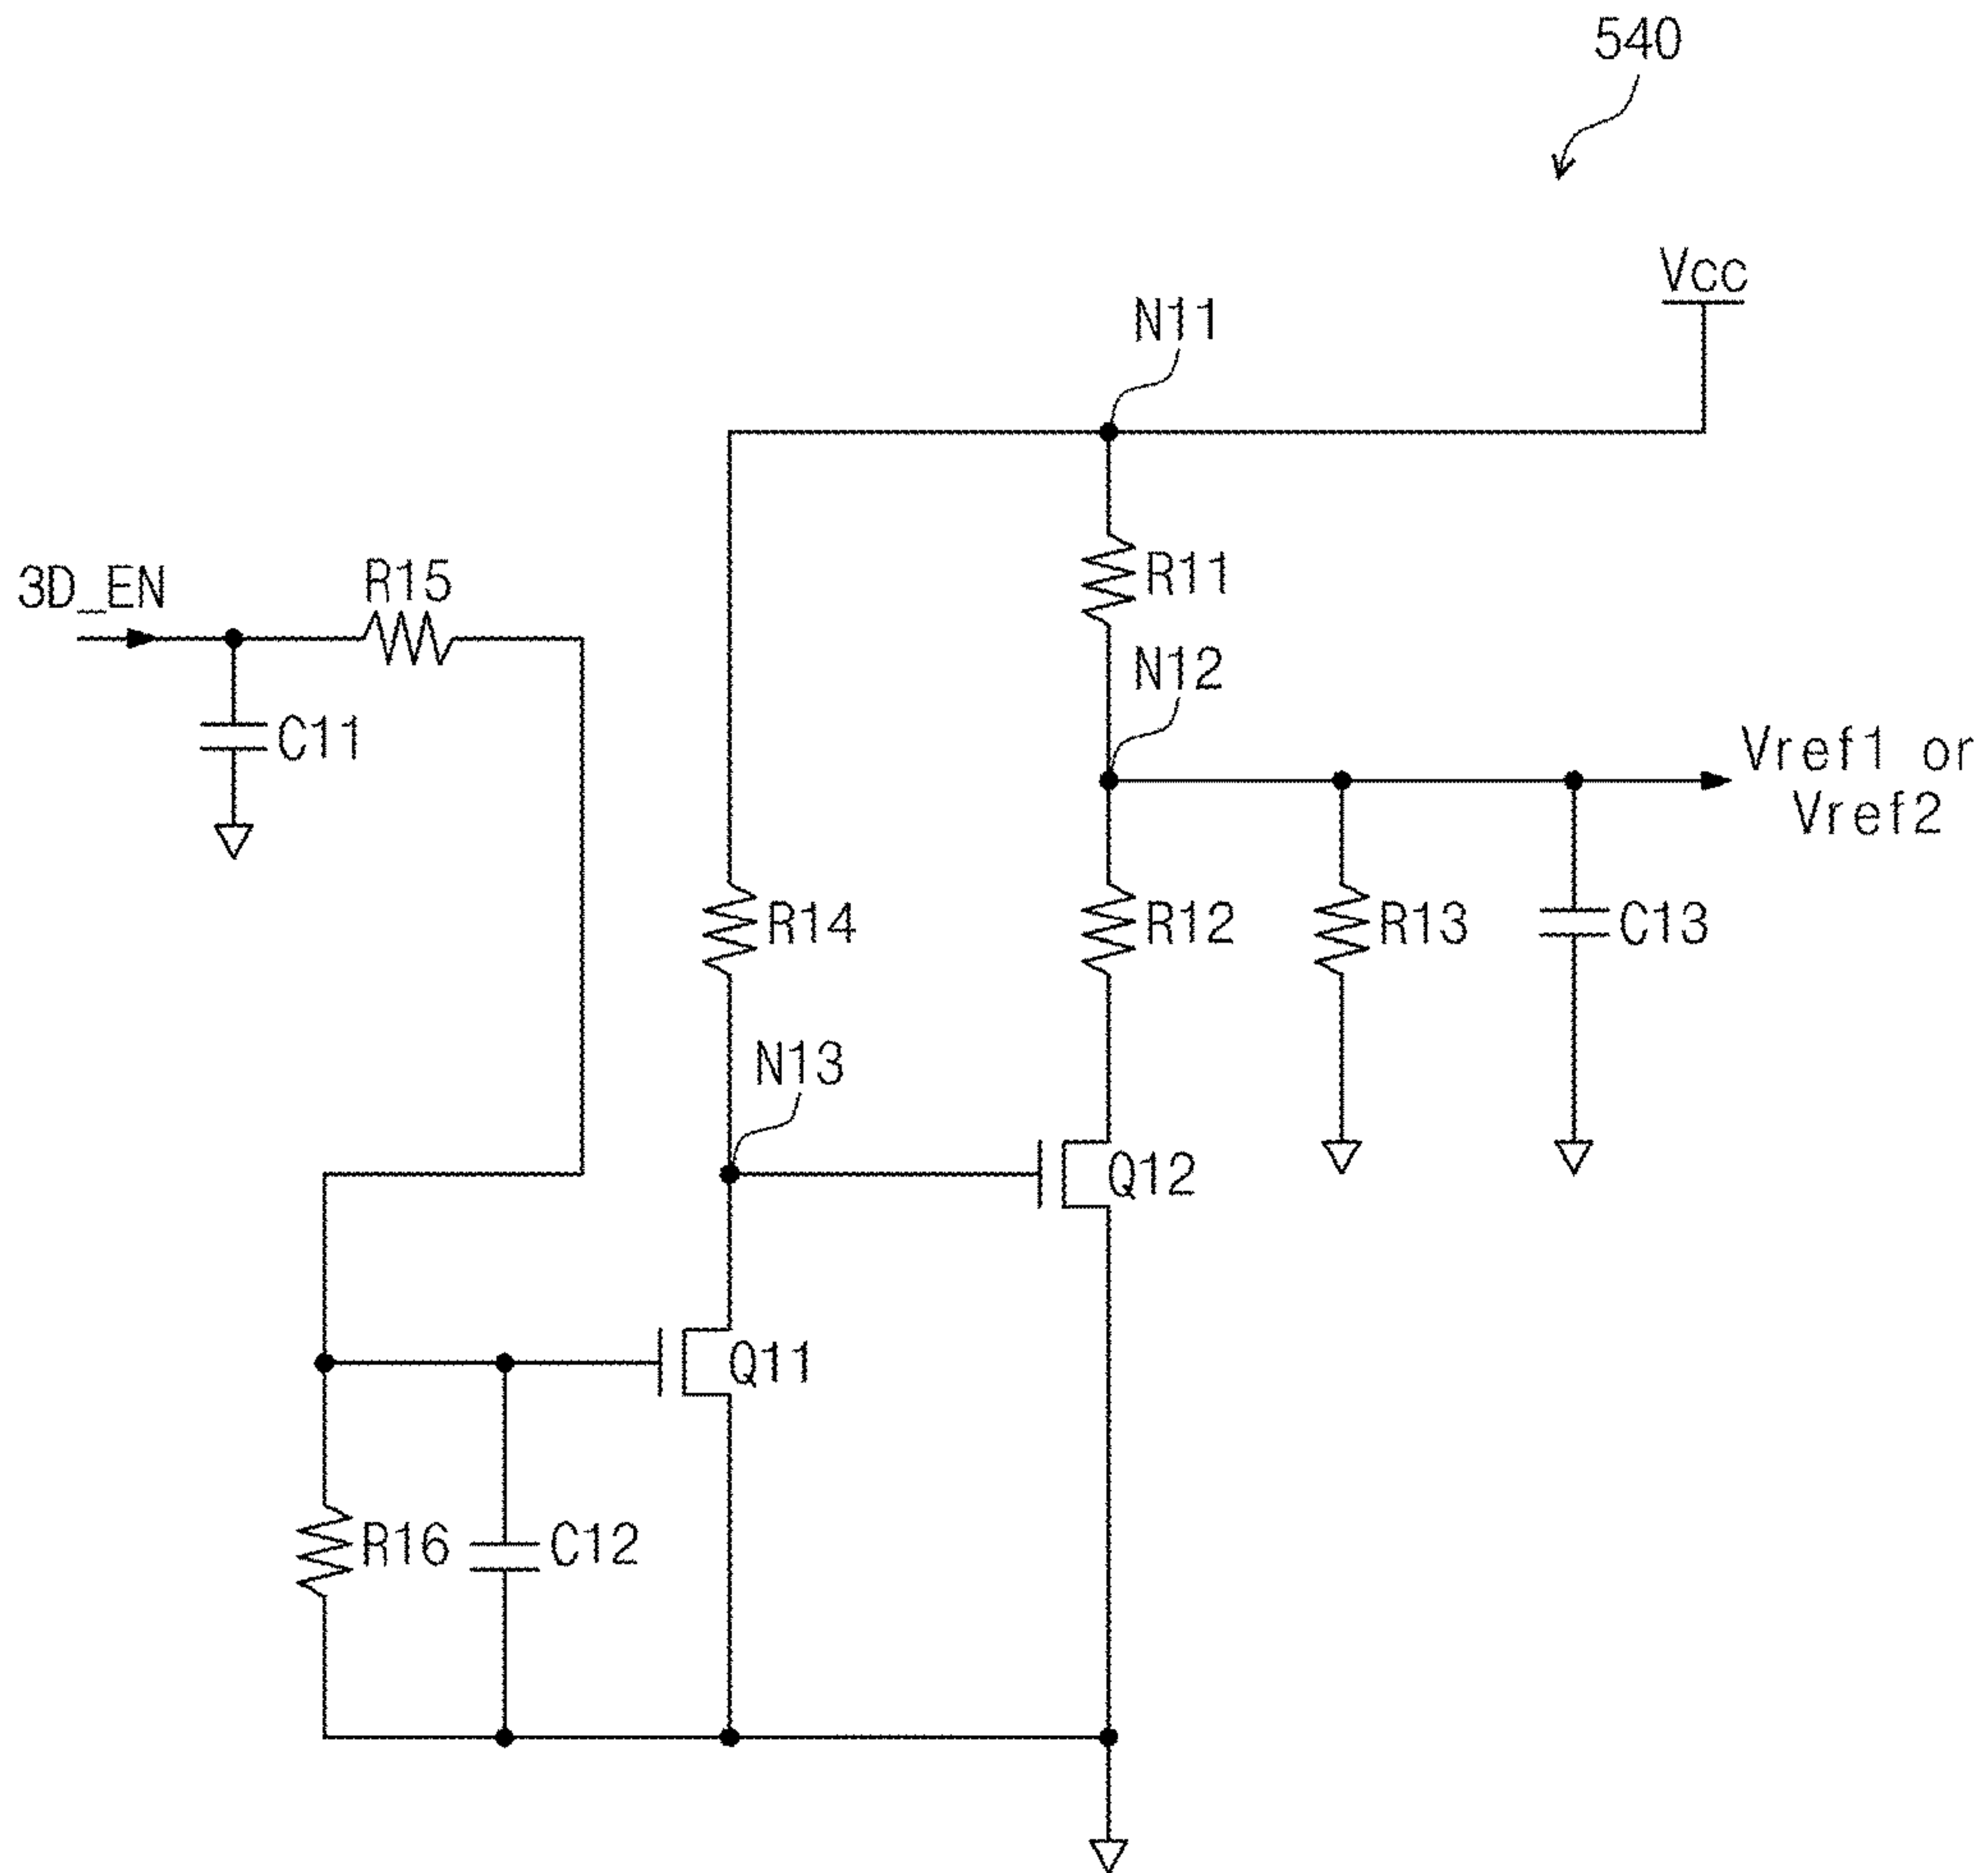 540
Vcc
N11
3D_EN
R15
R11
N12
C11
Vref1 or
Vref2
R14
R12
R13
C13
N13
Q12
Q11
R16
C12